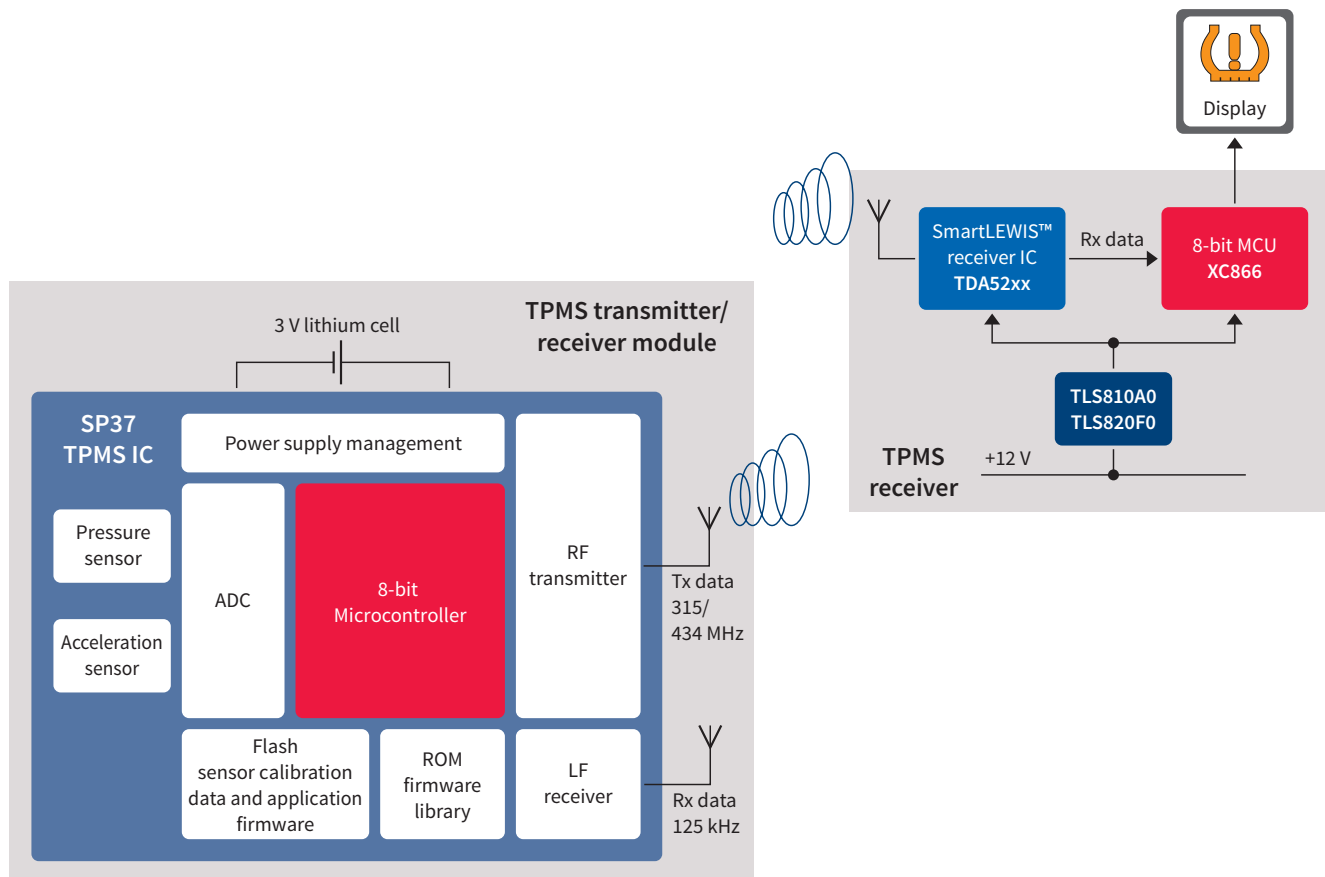 Display
SmartLEWIS™
receiver IC
TDA52xx
Rx data
8-bit MCU
XC866
TLS810A0
TLS820F0
TPMS
receiver
+12 V
TPMS transmitter/
receiver module
3 V lithium cell
SP37
TPMS IC
Power supply management
Pressure
sensor
Acceleration
sensor
ADC
8-bit
Microcontroller
RF
transmitter
Tx data
315/
434 MHz
Flash
sensor calibration
data and application
firmware
ROM
firmware
library
LF
receiver
Rx data
125 kHz